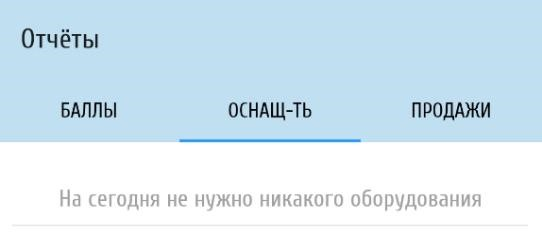 Отчёты
БАЛЛЫ ОСНАЩ-ТЬ ПРОДАЖИ
На сегодня не нужно никакого оборудования